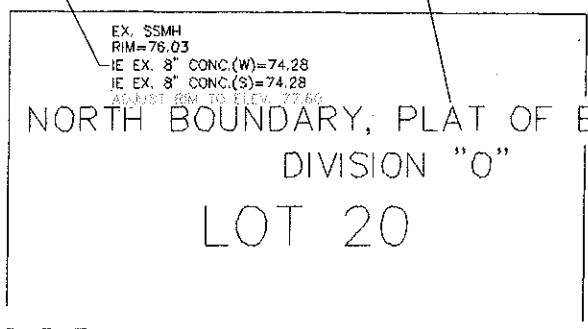 EX. SSMH
RIM=76.03
IE EX. 8" CONC.(W)=74.28
IE EX. 8" CONC.(S)=74.28
ADJUST RIM TO ELEV. 77.60
NORTH BOUNDARY, PLAT OF
DIVISION "O"
LOT 20